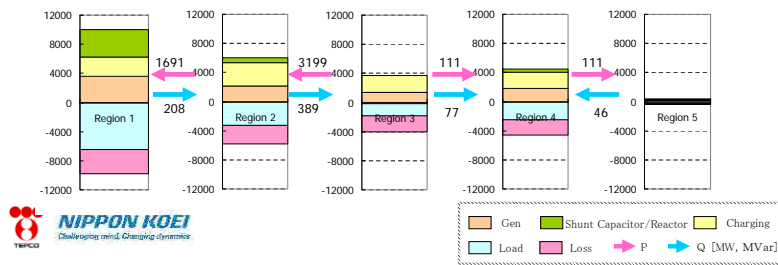 12000 12000 12000 12000 12000
8000 8000 8000 8000 8000
1691 3199 111 111
4000 4000 4000 4000 4000
0 0 0 0 0
208 389 77 46
Region 1 Region 2 Region 3 Region 4 Region 5
-4000 -4000 -4000 -4000 -4000
-8000 -8000 -8000 -8000 -8000
-12000 -12000 -12000 -12000 -12000
TEPCO
NIPPON KOEI
Challenging mind, Changing dynamics
Gen Shunt Capacitor/Reactor Charging
Load Loss P Q [MW, MVar]